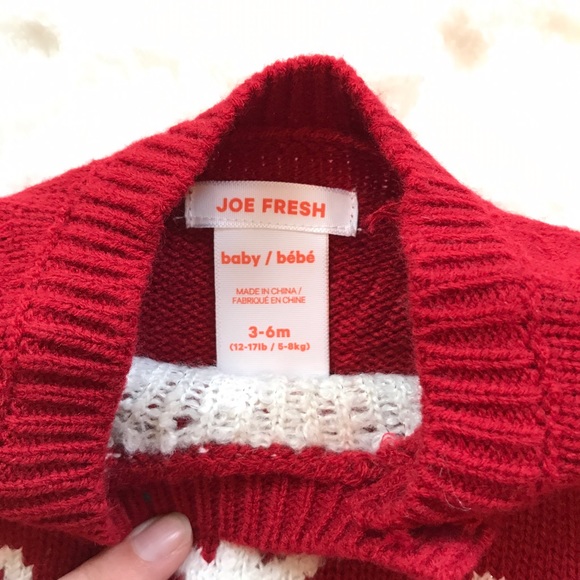 JOE FRESH
baby / bébé
MADE IN CHINA /
FABRIQUÉ EN CHINE
3-6m
(12-17lb / 5-8kg)